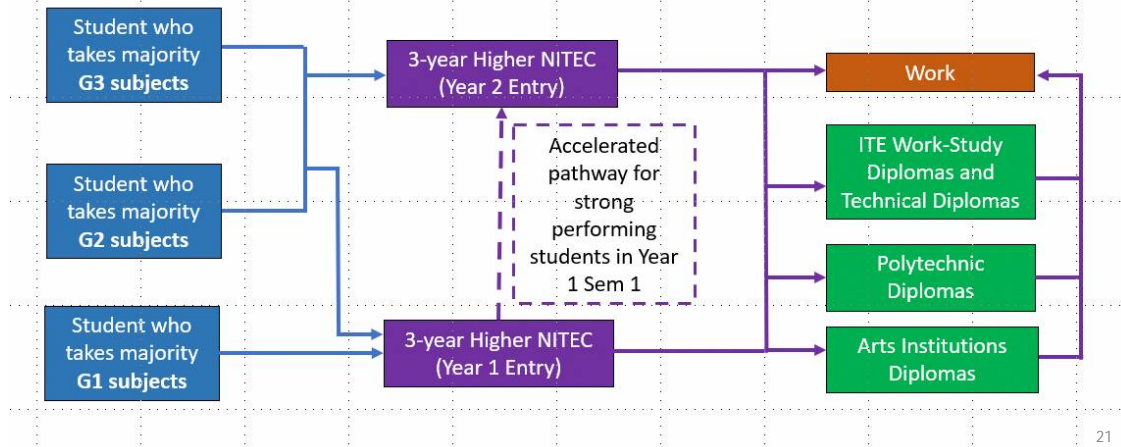 Student who
takes majority
G3 subjects
3-year Higher NITEC
(Year 2 Entry)
Work
Student who
takes majority
G2 subjects
Accelerated
pathway for
strong
performing
students in Year
1 Sem 1
ITE Work-Study
Diplomas and
Technical Diplomas
Polytechnic
Diplomas
Student who
takes majority
G1 subjects
3-year Higher NITEC
(Year 1 Entry)
Arts Institutions
Diplomas
21